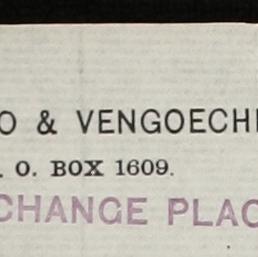 O & VENGOECHE
. O. BOX 1609.
CHANGE PLAC